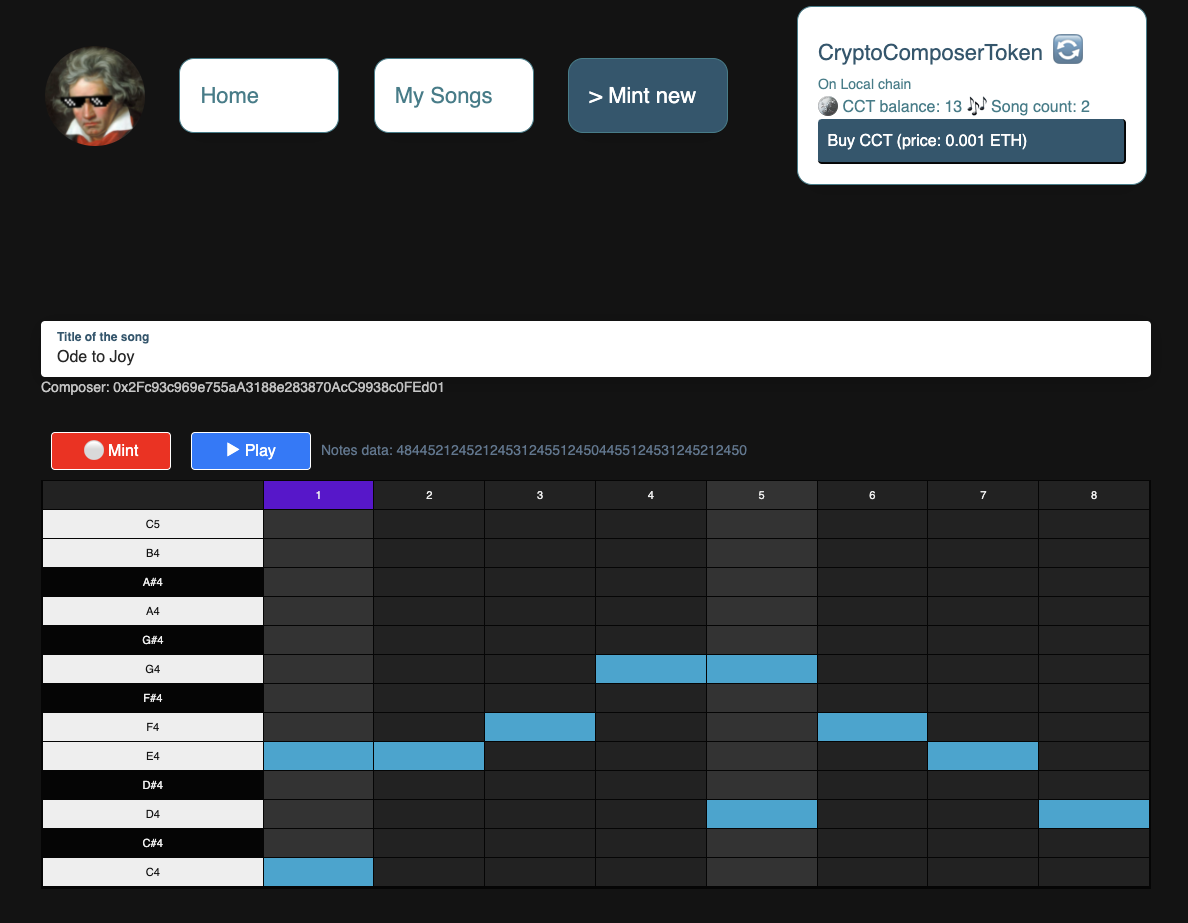 Home
My Songs
> Mint new
CryptoComposerToken
On Local chain
CCT balance: 13 🎶 Song count: 2
Buy CCT (price: 0.001 ETH)
Title of the song
Ode to Joy
Composer: 0x2Fc93c969e755aA3188e283870AcC9938c0FEd01
Mint
Play
Notes data: 48445212452124531245512450445512453124521 2450
1 2 3 4 5 6 7 8
C5
B4
A#4
A4
G#4
G4
F#4
F4
E4
D#4
D4
C#4
C4